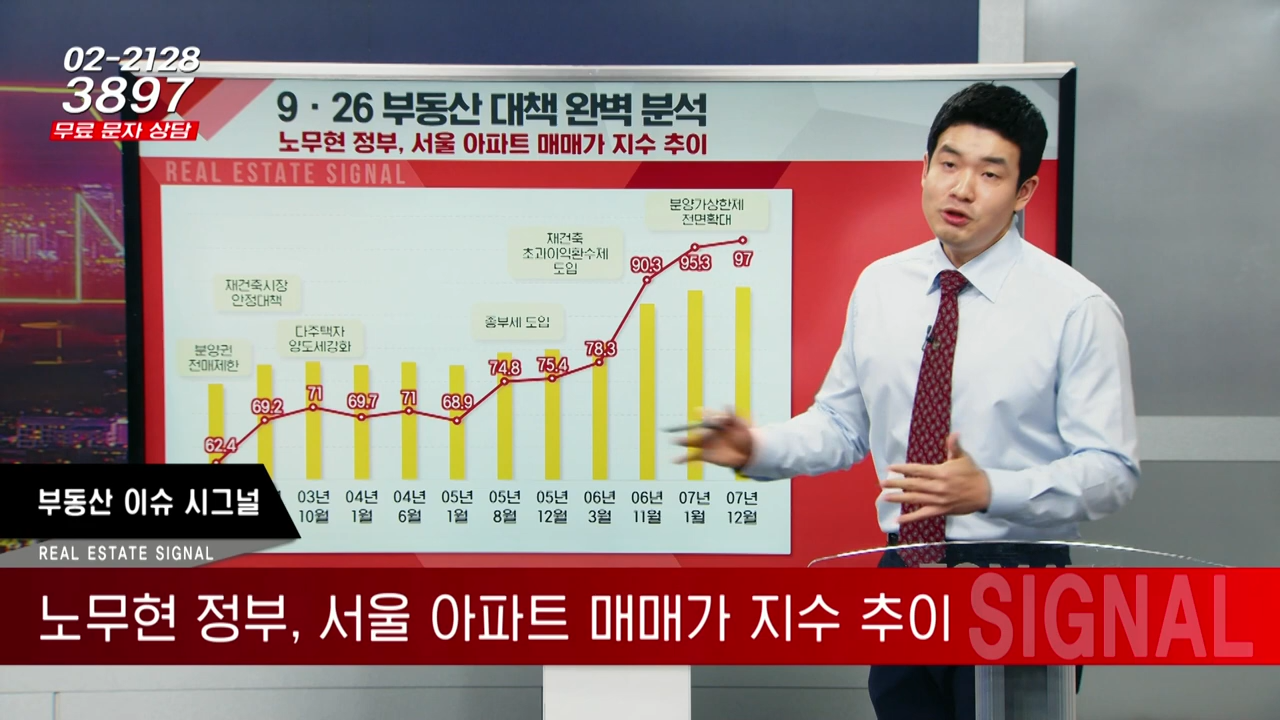 02-2128
3897
무료 문자 상담
9 · 26 부동산 대책 완벽 분석
노무현 정부, 서울 아파트 매매가 지수 추이
REAL ESTATE SIGNAL
분양가상한제
전면확대
재건축
초과이익환수제
도입
재건축시장
안정대책
종부세 도입
다주택자
양도세강화
분양권
전매제한
62.4
69.2
71
69.7
71
68.9
74.8
75.4
78.3
90.3
95.3
97
03년 04년 04년 05년 05년 05년 06년 06년 07년 07년
10월 1월 6월 1월 8월 12월 3월 11월 1월 12월
부동산 이슈 시그널
REAL ESTATE SIGNAL
노무현 정부, 서울 아파트 매매가 지수 추이
SIGNAL